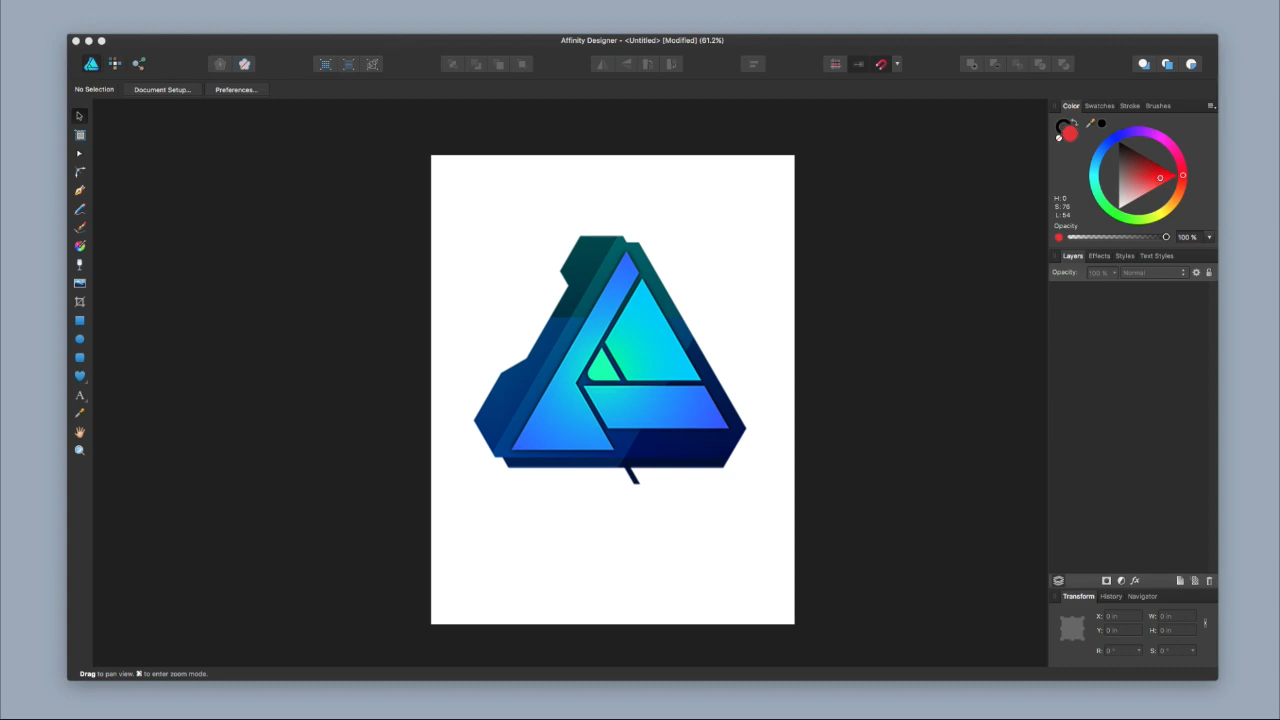 Affinity Designer - <Untitled> [Modified] (61.2%)
No Selection Document Setup... Preferences...
Color Swatches Stroke Brushes
H: 0
S: 76
L: 54
Opacity
100 %
Layers Effects Styles Text Styles
Opacity: 100 % Normal
A
fx
Transform History Navigator
X: 0 in W: 0 in
Y: 0 in H: 0 in
R: 0 ° S: 0 °
Drag to pan view. ⌘ to enter zoom mode.